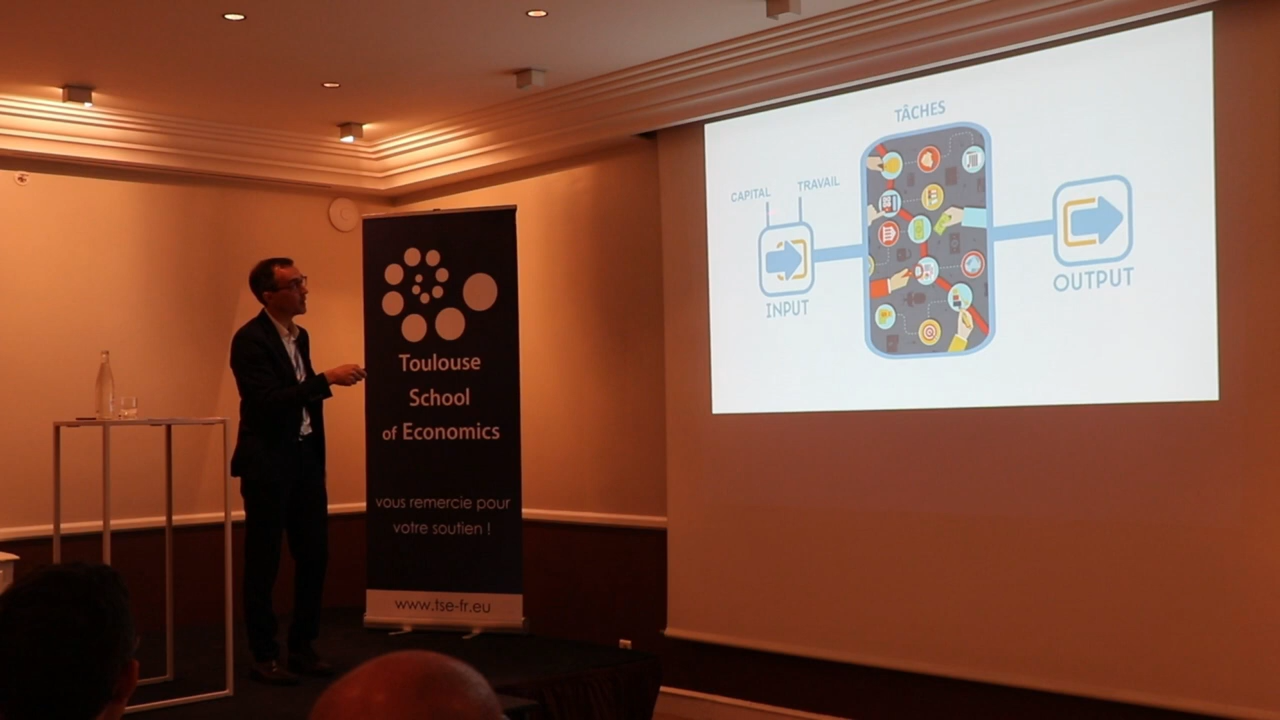 TÂCHES
CAPITAL
TRAVAIL
INPUT
OUTPUT
Toulouse
School
of Economics
vous remercie pour
votre soutien !
www.tse-fr.eu